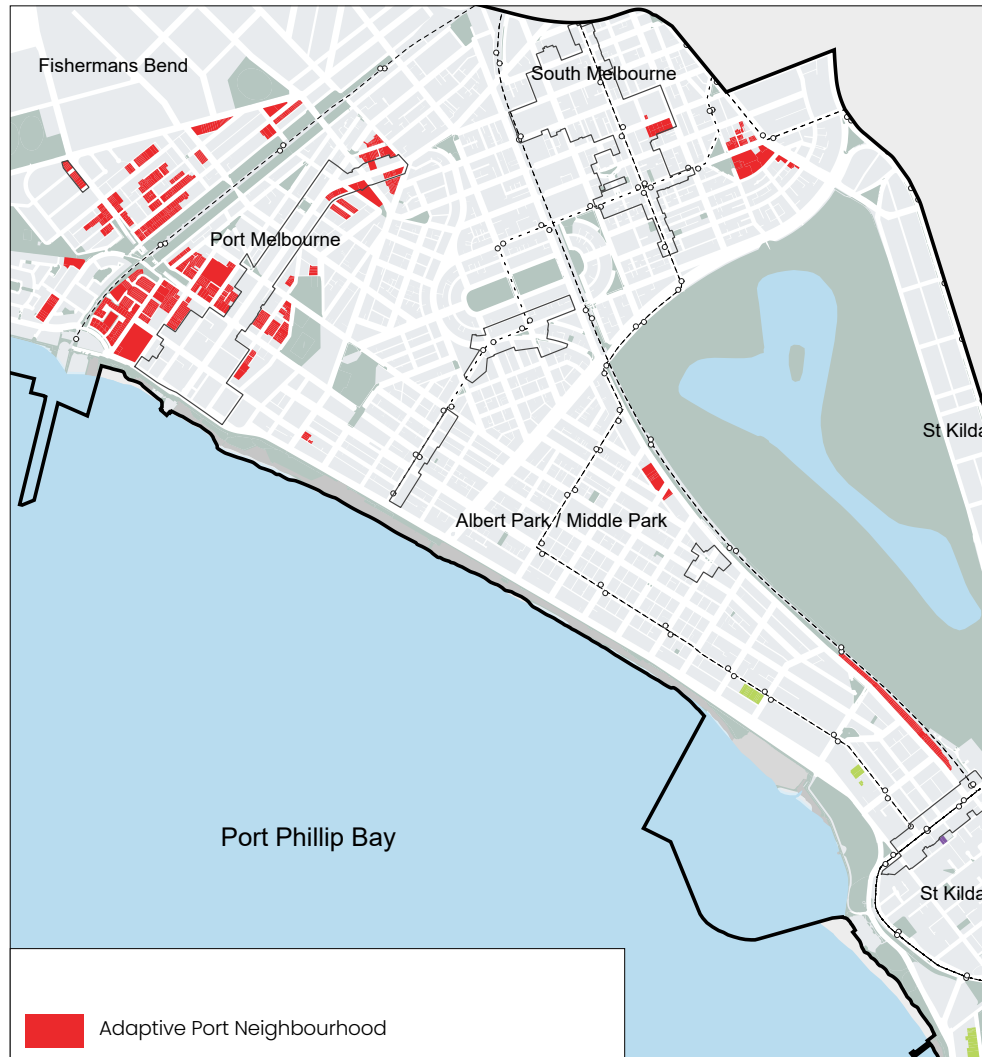 Fishermans Bend
South Melbourne
Port Melbourne
St Kilda
Albert Park / Middle Park
Port Phillip Bay
St Kilda
Adaptive Port Neighbourhood